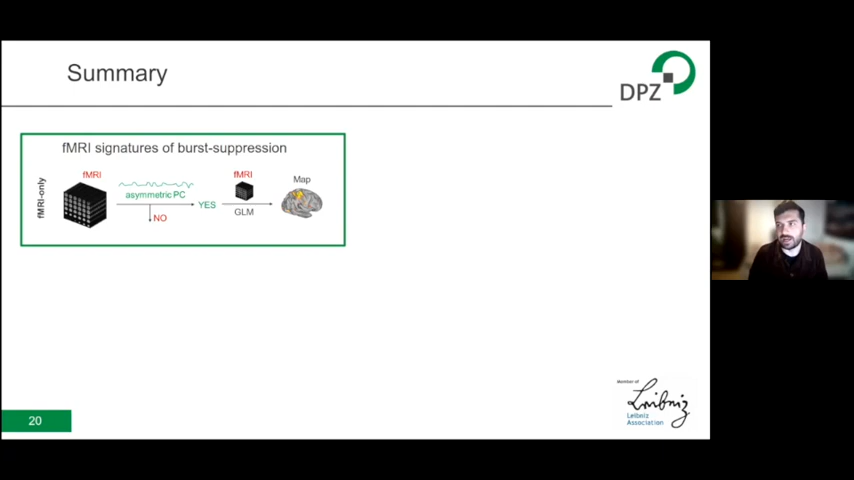 Summary
DPZ
fMRI signatures of burst-suppression
fMRI-only
fMRI
asymmetric PC
NO
YES
fMRI
GLM
Map
Member of
Leibniz
Leibniz
Association
20